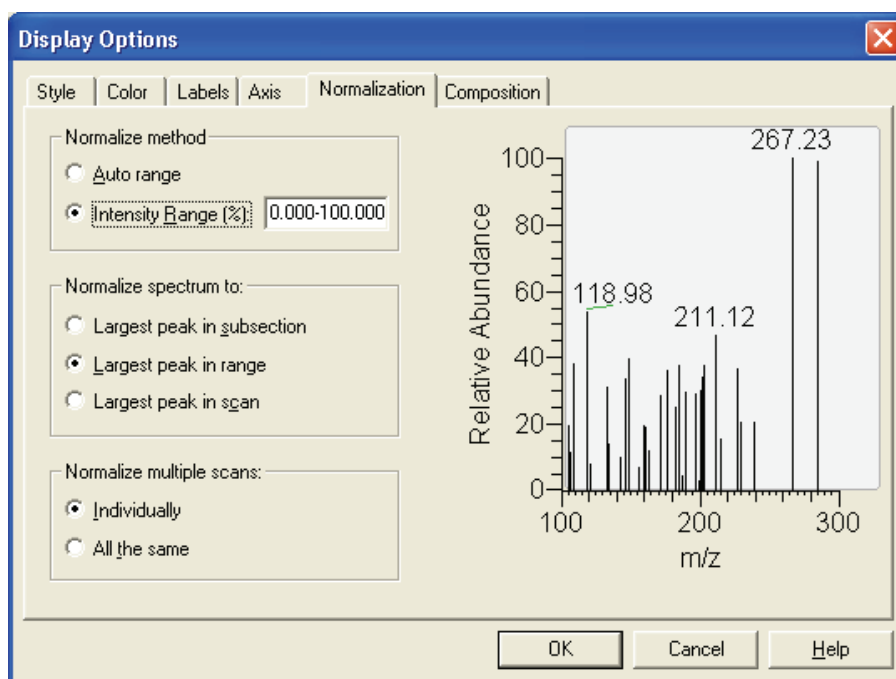 Display Options
Style Color Labels Axis Normalization Composition
Normalize method
Auto range
Intensity Range (%): 0.000-100.000
Normalize spectrum to:
Largest peak in subsection
Largest peak in range
Largest peak in scan
Normalize multiple scans:
Individually
All the same
267.23
100
80
60
118.98
211.12
40
20
0
100 200 300
m/z
Relative Abundance
OK Cancel Help